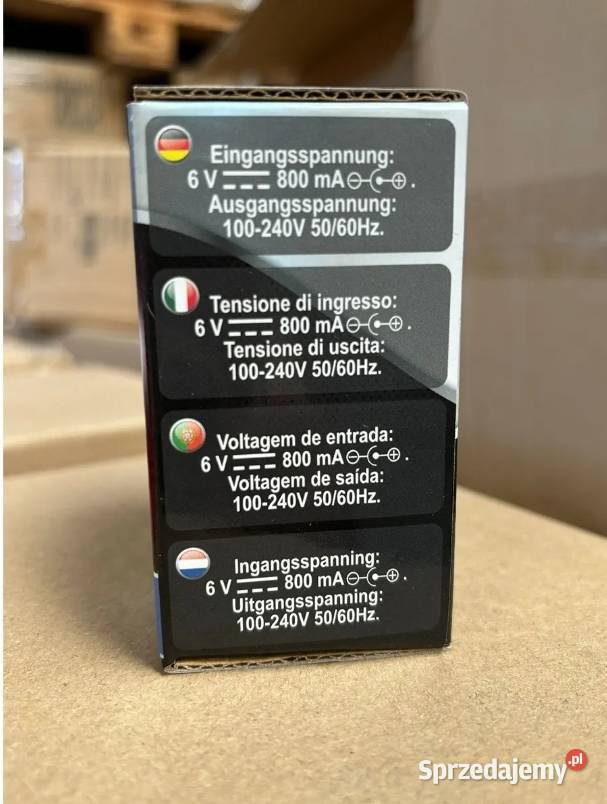 Eingangsspannung:
6 V ⎓ 800 mA ⊖-(•-⊕ .
Ausgangsspannung:
100-240V 50/60Hz.
Tensione di ingresso:
6 V ⎓ 800 mA ⊖-(•-⊕ .
Tensione di uscita:
100-240V 50/60Hz.
Voltagem de entrada:
6 V ⎓ 800 mA ⊖-(•-⊕ .
Voltagem de saída:
100-240V 50/60Hz.
Ingangsspanning:
6 V ⎓ 800 mA ⊖-(•-⊕ .
Uitgangsspanning:
100-240V 50/60Hz.
Sprzedajemy.pl